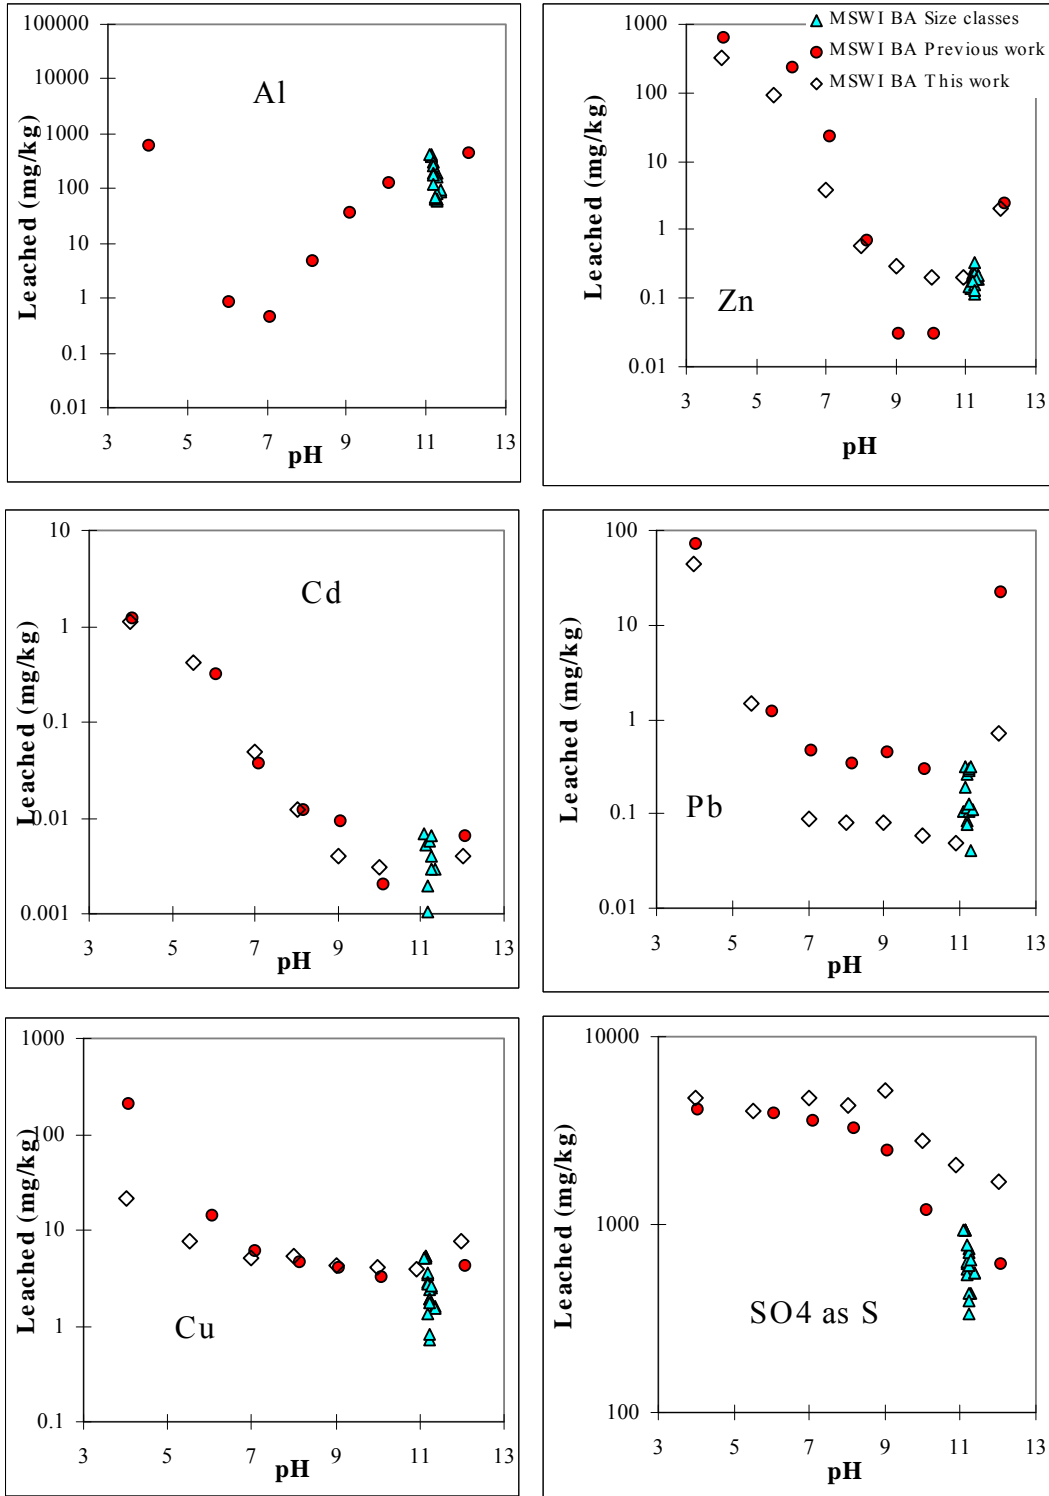 100000
10000
1000
100
10
1
0.1
0.01
Leached (mg/kg)
Al
3 5 7 9 11 13
pH
MSWI BA Size classes
MSWI BA Previous work
MSWI BA This work
1000
100
10
1
0.1
0.01
Leached (mg/kg)
Zn
3 5 7 9 11 13
pH
10
1
0.1
0.01
0.001
Leached (mg/kg)
Cd
3 5 7 9 11 13
pH
100
10
1
0.1
0.01
Leached (mg/kg)
Pb
3 5 7 9 11 13
pH
1000
100
10
1
0.1
Leached (mg/kg)
Cu
3 5 7 9 11 13
pH
10000
1000
100
Leached (mg/kg)
SO4 as S
3 5 7 9 11 13
pH